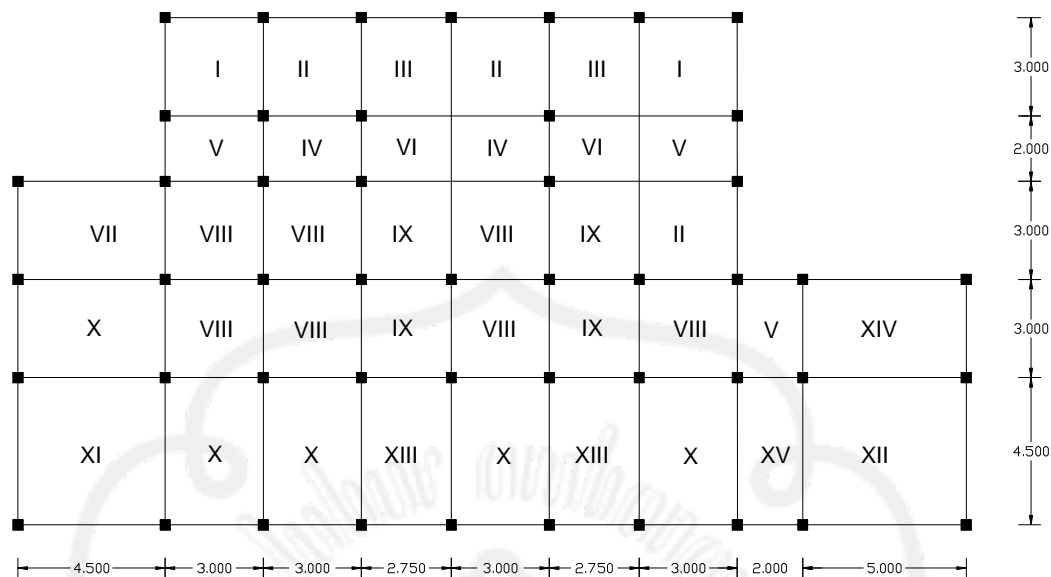 I II III II III I
3.000
V IV VI IV VI V
2.000
VII VIII VIII IX VIII IX II
3.000
X VIII VIII IX VIII IX VIII V XIV
3.000
XI X X XIII X XIII X XV XII
4.500
4.500 3.000 3.000 2.750 3.000 2.750 3.000 2.000 5.000